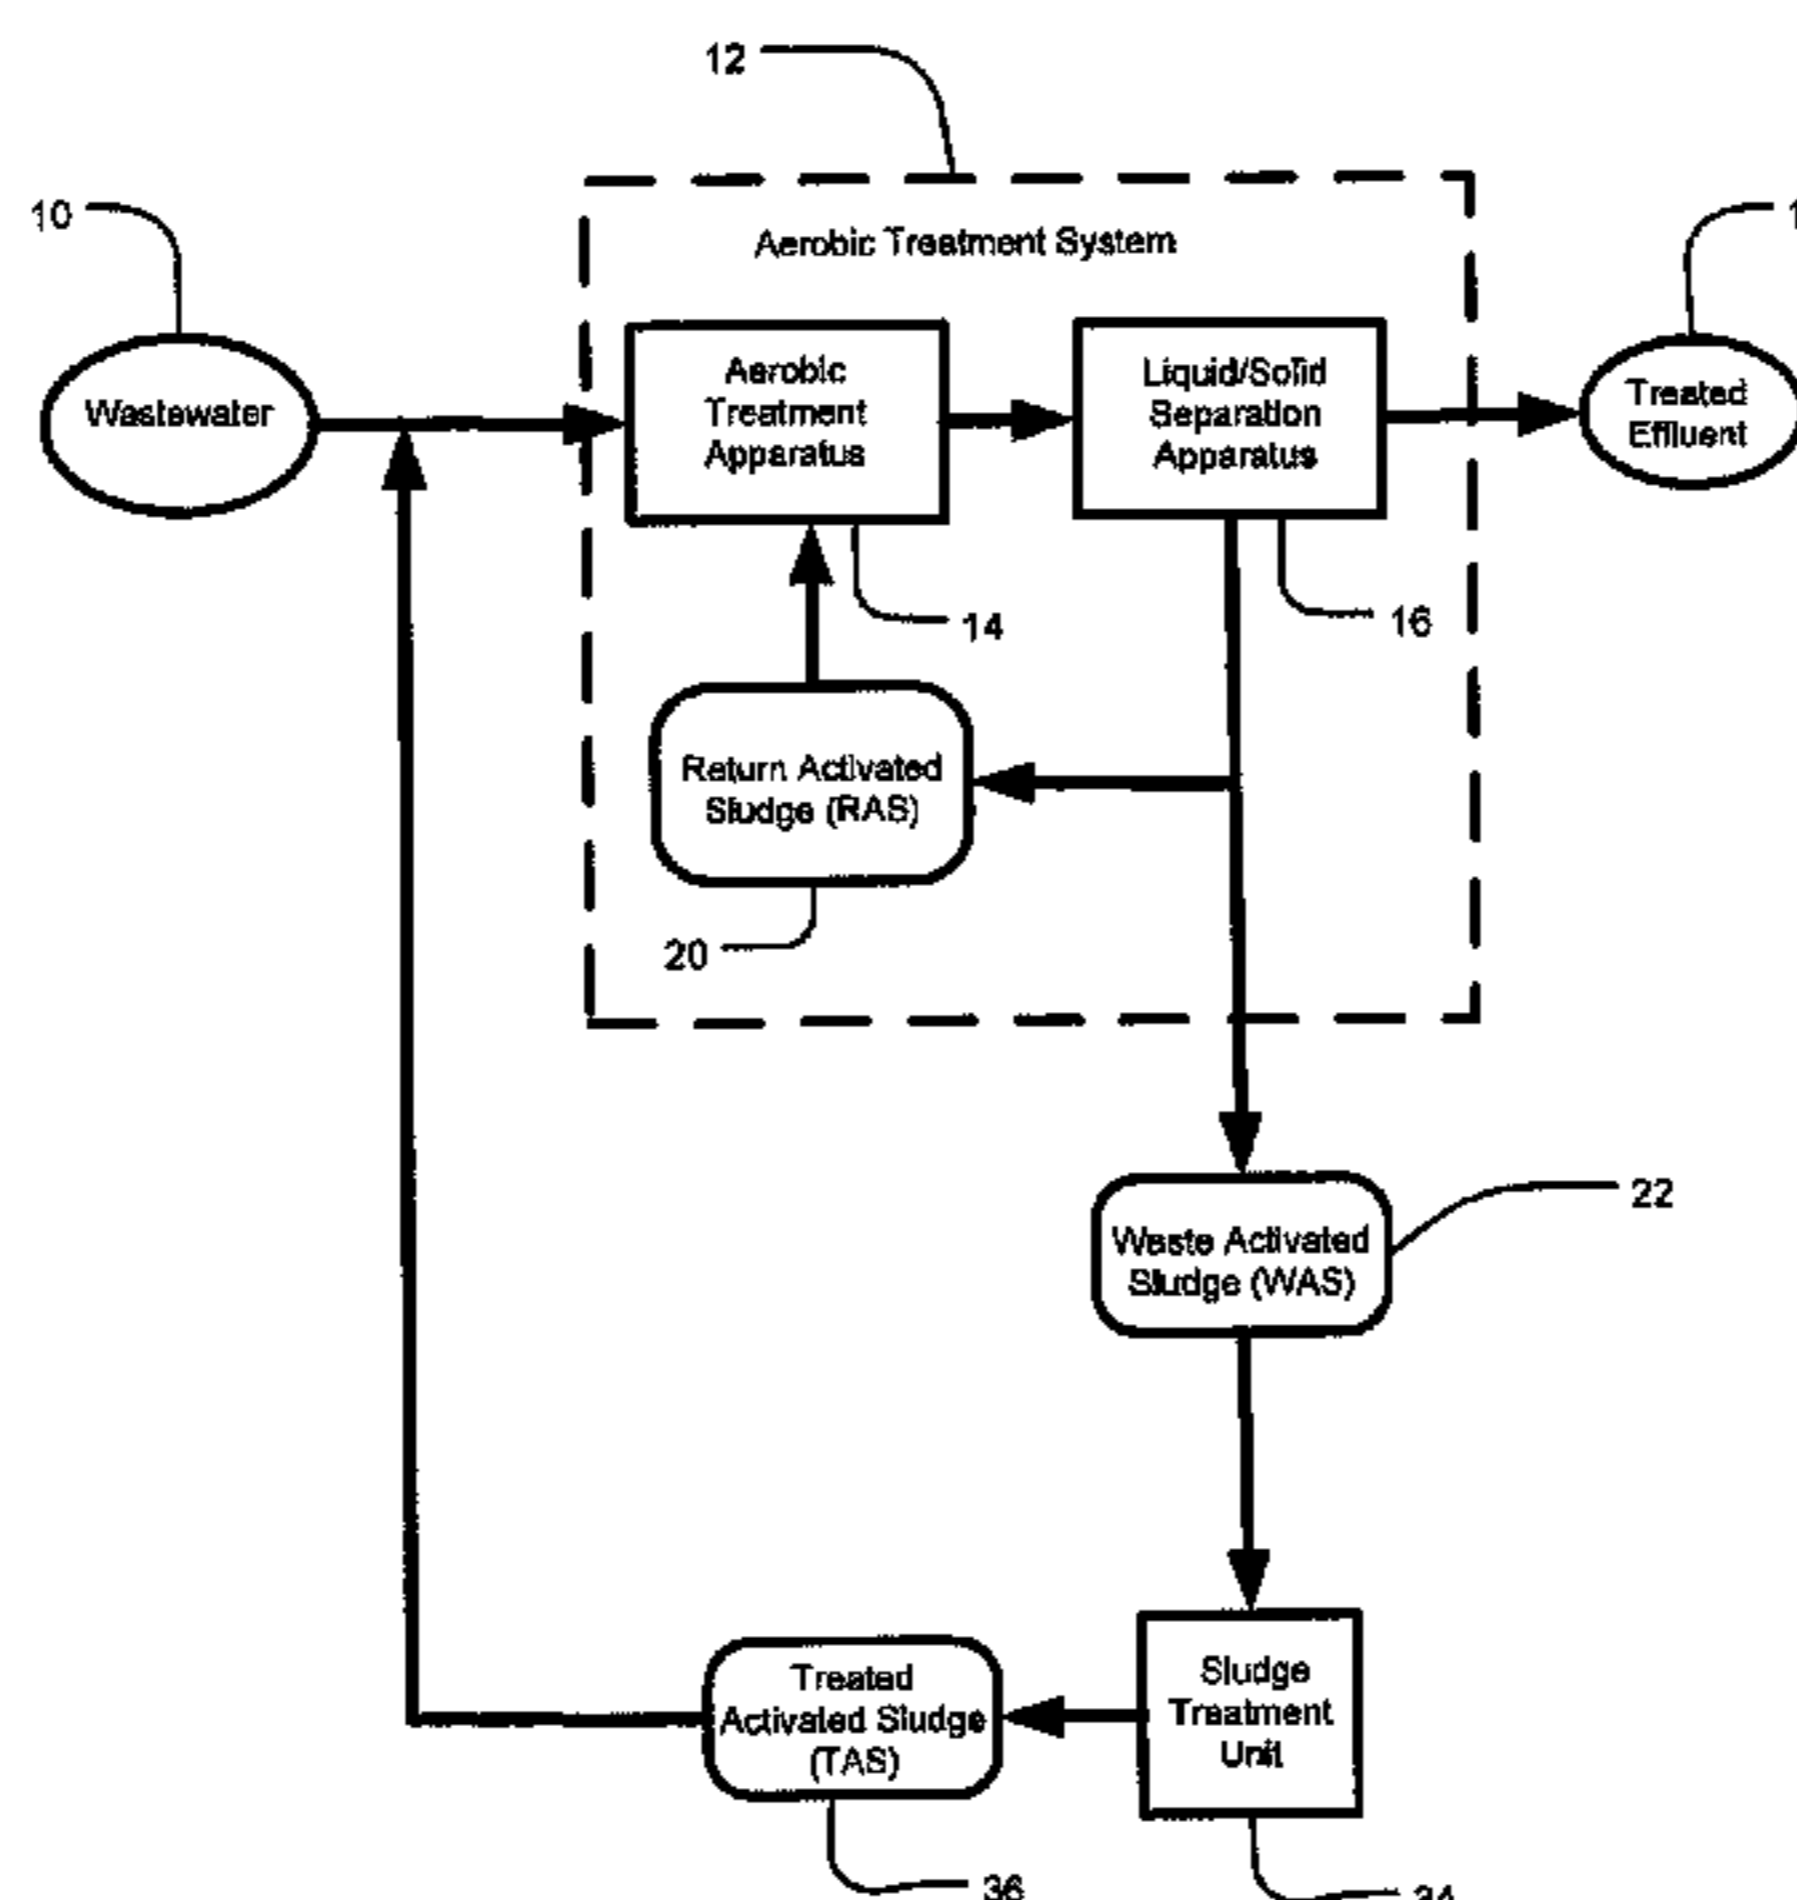 12
10
Aerobic Treatment System
Wastewater
Aerobic
Treatment
Apparatus
Liquid/Solid
Separation
Apparatus
Treated
Effluent
14
16
Return Activated
Sludge (RAS)
20
22
Waste Activated
Sludge (WAS)
Treated
Activated Sludge
(TAS)
Sludge
Treatment
Unit
36